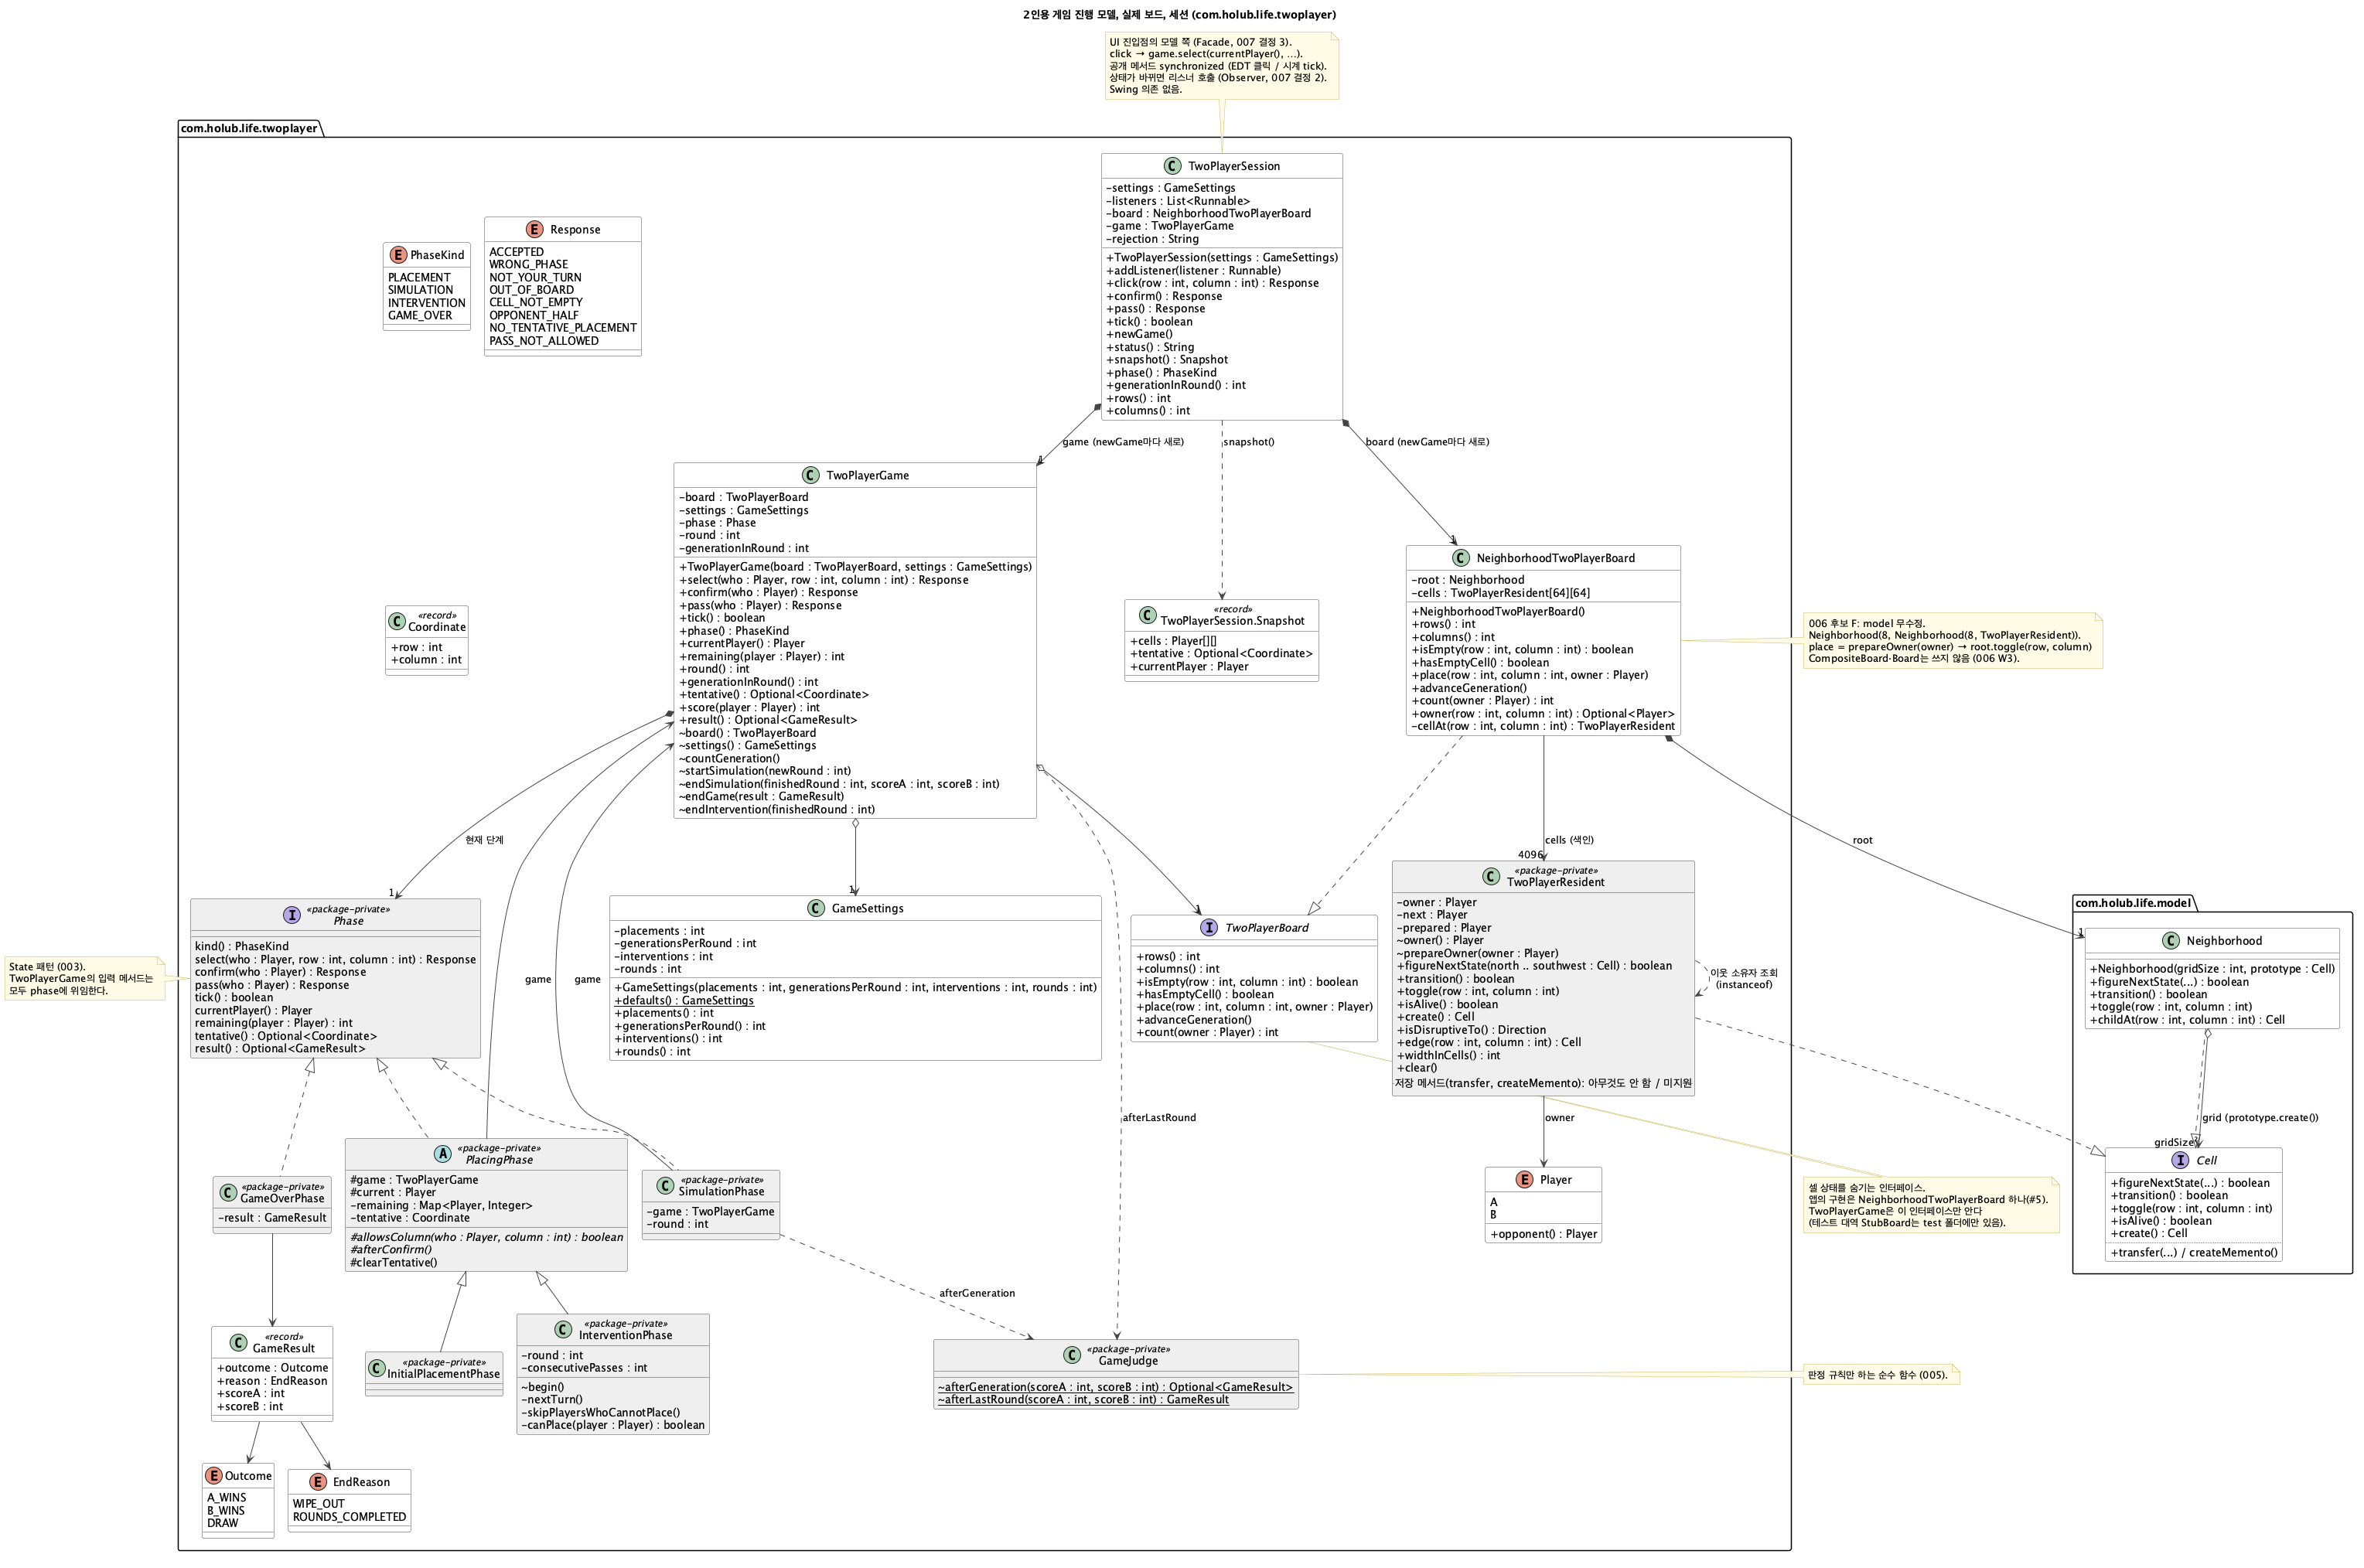 2인용 게임 진행 모델, 실제 보드, 세션 (com.holub.life.twoplayer)
UI 진입점의 모델 쪽 (Facade, 007 결정 3).
click → game.select(currentPlayer(), ...).
공개 메서드 synchronized (EDT 클릭 / 시계 tick).
상태가 바뀌면 리스너 호출 (Observer, 007 결정 2).
Swing 의존 없음.
com.holub.life.twoplayer
C TwoPlayerSession
-settings : GameSettings
-listeners : List<Runnable>
-board : NeighborhoodTwoPlayerBoard
-game : TwoPlayerGame
-rejection : String
+TwoPlayerSession(settings : GameSettings)
+addListener(listener : Runnable)
+click(row : int, column : int) : Response
+confirm() : Response
+pass() : Response
+tick() : boolean
+newGame()
+status() : String
+snapshot() : Snapshot
+phase() : PhaseKind
+generationInRound() : int
+rows() : int
+columns() : int
E PhaseKind
PLACEMENT
SIMULATION
INTERVENTION
GAME_OVER
E Response
ACCEPTED
WRONG_PHASE
NOT_YOUR_TURN
OUT_OF_BOARD
CELL_NOT_EMPTY
OPPONENT_HALF
NO_TENTATIVE_PLACEMENT
PASS_NOT_ALLOWED
game (newGame마다 새로)
snapshot()
board (newGame마다 새로)
1
1
C TwoPlayerGame
-board : TwoPlayerBoard
-settings : GameSettings
-phase : Phase
-round : int
-generationInRound : int
+TwoPlayerGame(board : TwoPlayerBoard, settings : GameSettings)
+select(who : Player, row : int, column : int) : Response
+confirm(who : Player) : Response
+pass(who : Player) : Response
+tick() : boolean
+phase() : PhaseKind
+currentPlayer() : Player
+remaining(player : Player) : int
+round() : int
+generationInRound() : int
+tentative() : Optional<Coordinate>
+score(player : Player) : int
+result() : Optional<GameResult>
~board() : TwoPlayerBoard
~settings() : GameSettings
~countGeneration()
~startSimulation(newRound : int)
~endSimulation(finishedRound : int, scoreA : int, scoreB : int)
~endGame(result : GameResult)
~endIntervention(finishedRound : int)
C «record»
Coordinate
+row : int
+column : int
C «record»
TwoPlayerSession.Snapshot
+cells : Player[][]
+tentative : Optional<Coordinate>
+currentPlayer : Player
C NeighborhoodTwoPlayerBoard
-root : Neighborhood
-cells : TwoPlayerResident[64][64]
+NeighborhoodTwoPlayerBoard()
+rows() : int
+columns() : int
+isEmpty(row : int, column : int) : boolean
+hasEmptyCell() : boolean
+place(row : int, column : int, owner : Player)
+advanceGeneration()
+count(owner : Player) : int
+owner(row : int, column : int) : Optional<Player>
-cellAt(row : int, column : int) : TwoPlayerResident
006 후보 F: model 무수정.
Neighborhood(8, Neighborhood(8, TwoPlayerResident)).
place = prepareOwner(owner) → root.toggle(row, column)
CompositeBoard·Board는 쓰지 않음 (006 W3).
현재 단계
game
game
cells (색인)
root
1
1
1
4096
1
State 패턴 (003).
TwoPlayerGame의 입력 메서드는
모두 phase에 위임한다.
I «package-private»
Phase
kind() : PhaseKind
select(who : Player, row : int, column : int) : Response
confirm(who : Player) : Response
pass(who : Player) : Response
tick() : boolean
currentPlayer() : Player
remaining(player : Player) : int
tentative() : Optional<Coordinate>
result() : Optional<GameResult>
C GameSettings
-placements : int
-generationsPerRound : int
-interventions : int
-rounds : int
+GameSettings(placements : int, generationsPerRound : int, interventions : int, rounds : int)
+defaults() : GameSettings
+placements() : int
+generationsPerRound() : int
+interventions() : int
+rounds() : int
I TwoPlayerBoard
+rows() : int
+columns() : int
+isEmpty(row : int, column : int) : boolean
+hasEmptyCell() : boolean
+place(row : int, column : int, owner : Player)
+advanceGeneration()
+count(owner : Player) : int
C «package-private»
TwoPlayerResident
-owner : Player
-next : Player
-prepared : Player
~owner() : Player
~prepareOwner(owner : Player)
+figureNextState(north .. southwest : Cell) : boolean
+transition() : boolean
+toggle(row : int, column : int)
+isAlive() : boolean
+create() : Cell
+isDisruptiveTo() : Direction
+edge(row : int, column : int) : Cell
+widthInCells() : int
+clear()
저장 메서드(transfer, createMemento): 아무것도 안 함 / 미지원
이웃 소유자 조회
(instanceof)
com.holub.life.model
C Neighborhood
+Neighborhood(gridSize : int, prototype : Cell)
+figureNextState(...) : boolean
+transition() : boolean
+toggle(row : int, column : int)
+childAt(row : int, column : int) : Cell
afterLastRound
owner
grid (prototype.create())
I Cell
+figureNextState(...) : boolean
+transition() : boolean
+toggle(row : int, column : int)
+isAlive() : boolean
+create() : Cell
+transfer(...) / createMemento()
C «package-private»
GameOverPhase
-result : GameResult
A «package-private»
PlacingPhase
#game : TwoPlayerGame
#current : Player
-remaining : Map<Player, Integer>
-tentative : Coordinate
#allowsColumn(who : Player, column : int) : boolean
#afterConfirm()
#clearTentative()
C «package-private»
SimulationPhase
-game : TwoPlayerGame
-round : int
E Player
A
B
+opponent() : Player
셀 상태를 숨기는 인터페이스.
앱의 구현은 NeighborhoodTwoPlayerBoard 하나(#5).
TwoPlayerGame은 이 인터페이스만 안다
(테스트 대역 StubBoard는 test 폴더에만 있음).
afterGeneration
C «record»
GameResult
+outcome : Outcome
+reason : EndReason
+scoreA : int
+scoreB : int
C «package-private»
InitialPlacementPhase
C «package-private»
InterventionPhase
-round : int
-consecutivePasses : int
~begin()
-nextTurn()
-skipPlayersWhoCannotPlace()
-canPlace(player : Player) : boolean
C «package-private»
GameJudge
~afterGeneration(scoreA : int, scoreB : int) : Optional<GameResult>
~afterLastRound(scoreA : int, scoreB : int) : GameResult
판정 규칙만 하는 순수 함수 (005).
E Outcome
A_WINS
B_WINS
DRAW
E EndReason
WIPE_OUT
ROUNDS_COMPLETED